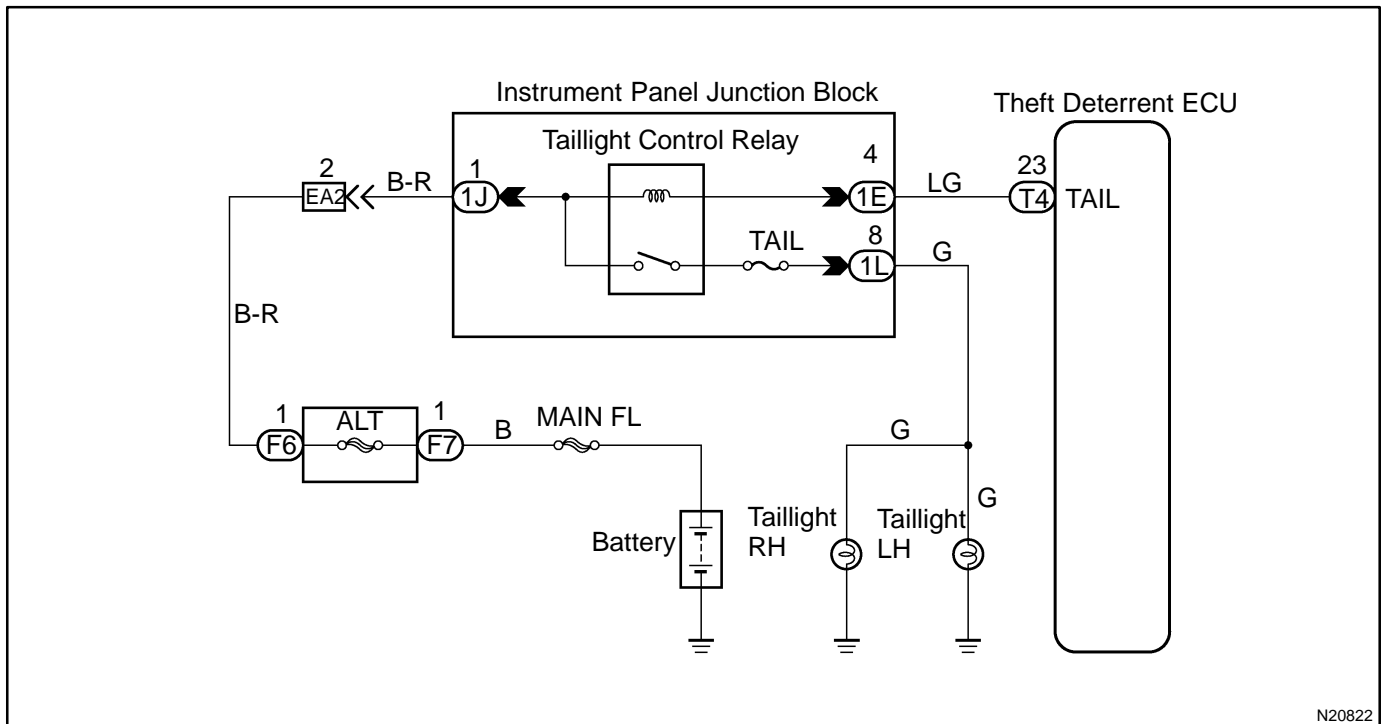 Instrument Panel Junction Block
Theft Deterrent ECU
Taillight Control Relay
2
EA2
B-R
1
1J
4
1E
LG
23
T4
TAIL
TAIL
8
1L
G
B-R
1
F6
ALT
1
F7
B
MAIN FL
G
G
Battery
Taillight
RH
Taillight
LH
N20822